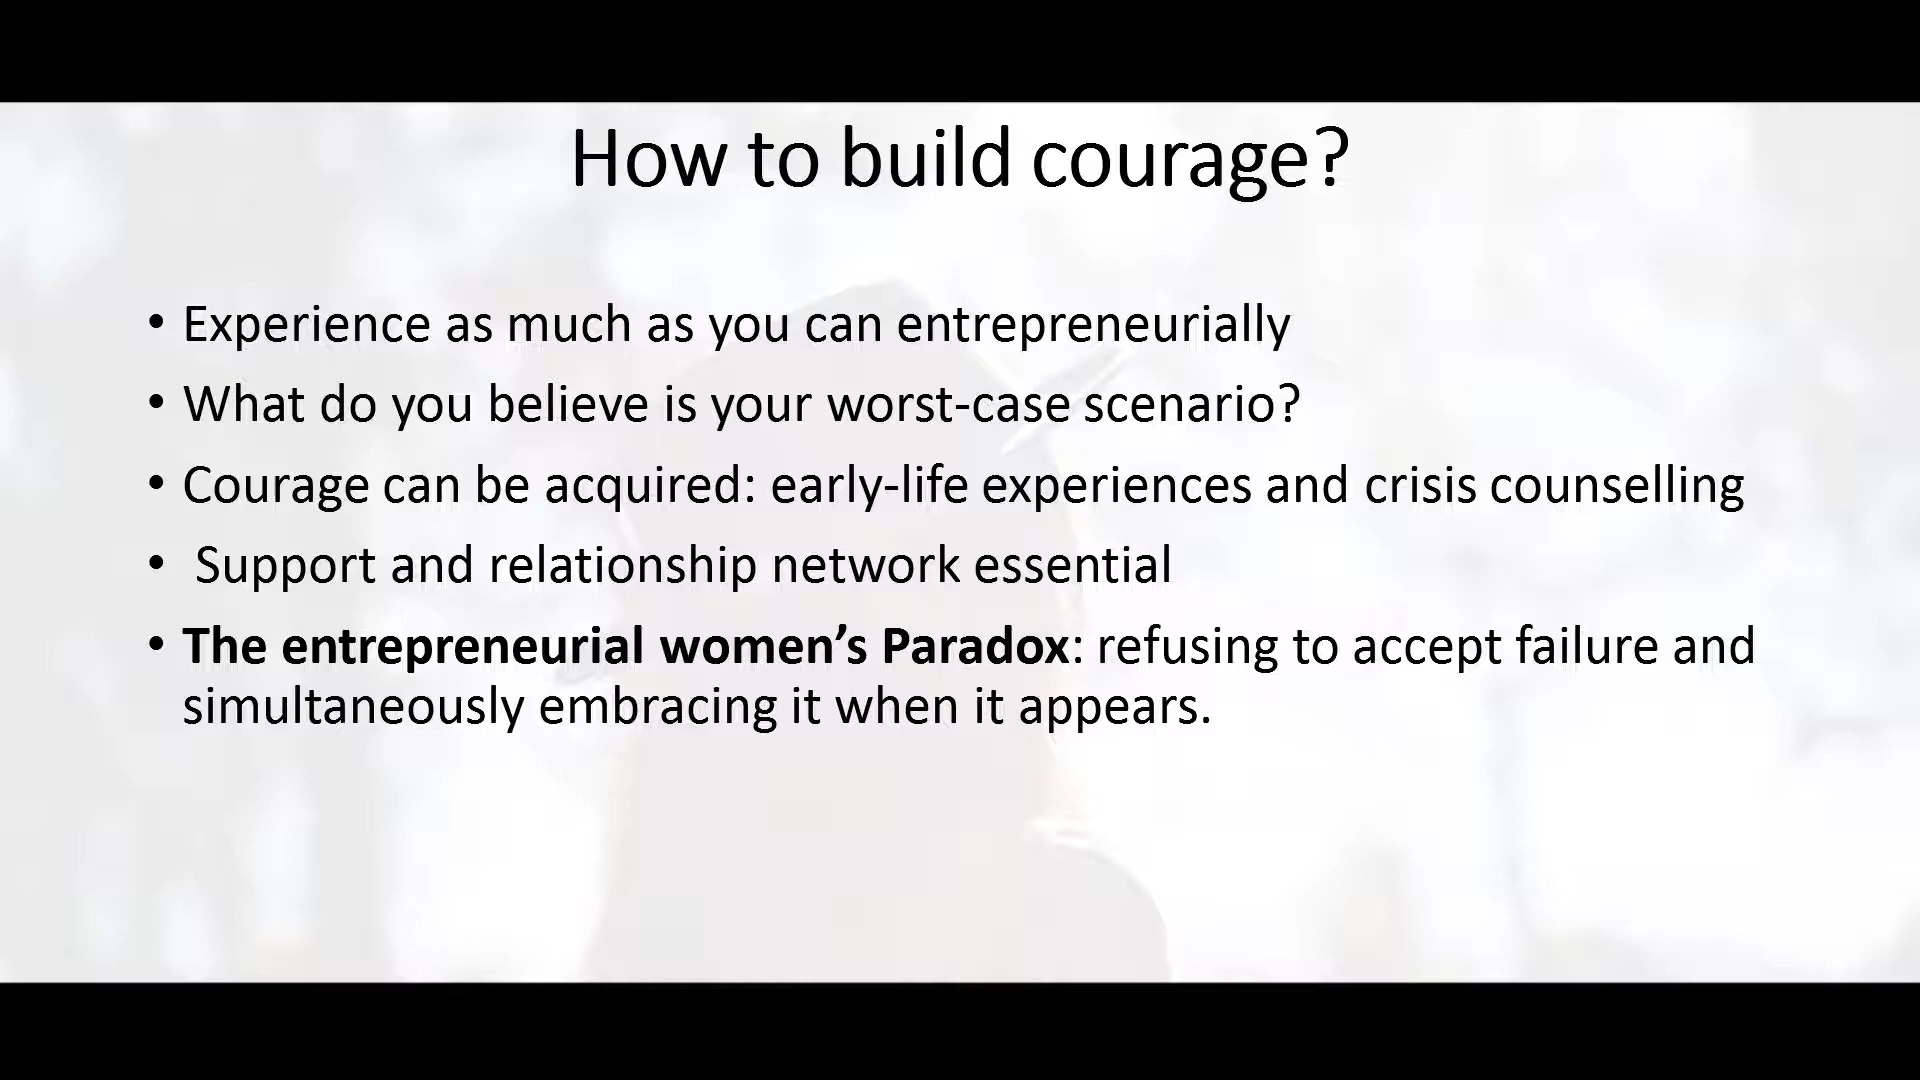 How to build courage?
• Experience as much as you can entrepreneurially
• What do you believe is your worst-case scenario?
• Courage can be acquired: early-life experiences and crisis counselling
• Support and relationship network essential
• The entrepreneurial women’s Paradox: refusing to accept failure and
simultaneously embracing it when it appears.